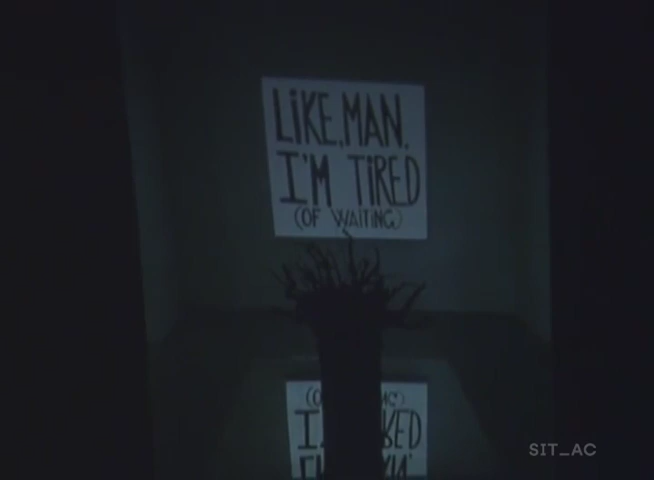 LiKE, MAN,
I'M TiRED
(OF WAiTiNG)
SIT_AC